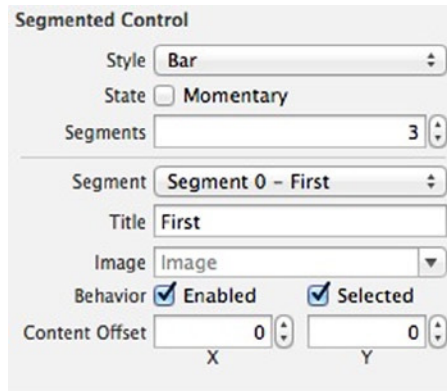 Segmented Control
Style Bar
State Momentary
Segments 3
Segment Segment 0 – First
Title First
Image Image
Behavior Enabled Selected
Content Offset 0 0
X Y